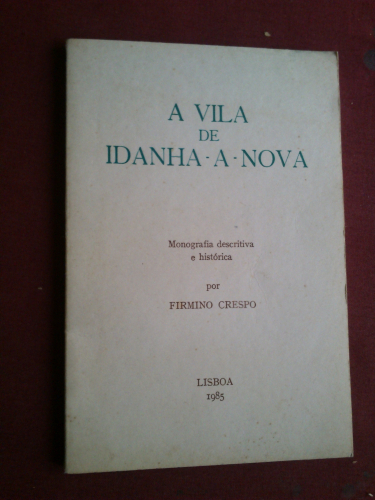 A VILA
DE
IDANHA-A-NOVA
Monografia descritiva
e histórica
por
FIRMINO CRESPO
LISBOA
1985